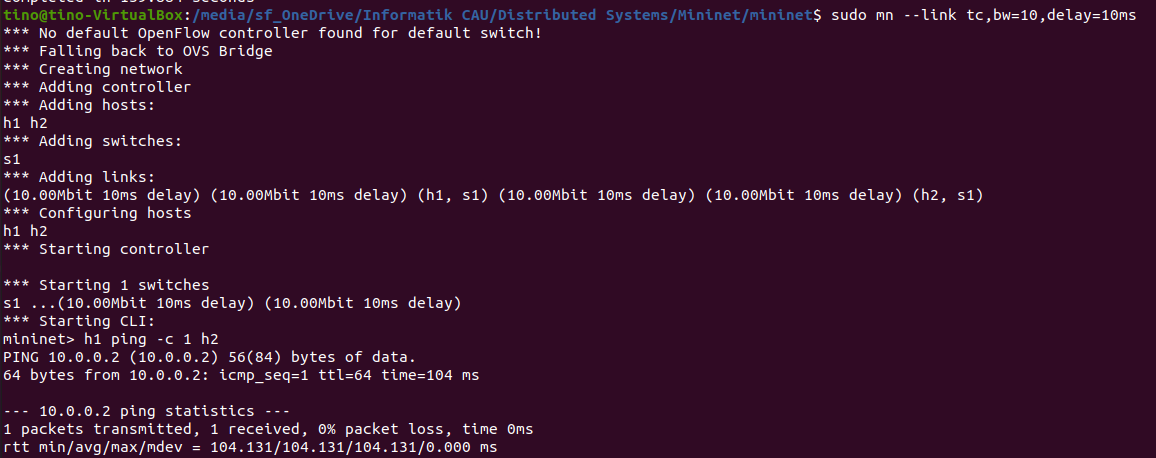 tino@tino-VirtualBox:/media/sf_OneDrive/Informatik CAU/Distributed Systems/Mininet/mininet$ sudo mn --link tc,bw=10,delay=10ms
*** No default OpenFlow controller found for default switch!
*** Falling back to OVS Bridge
*** Creating network
*** Adding controller
*** Adding hosts:
h1 h2
*** Adding switches:
s1
*** Adding links:
(10.00Mbit 10ms delay) (10.00Mbit 10ms delay) (h1, s1) (10.00Mbit 10ms delay) (10.00Mbit 10ms delay) (h2, s1)
*** Configuring hosts
h1 h2
*** Starting controller

*** Starting 1 switches
s1 ...(10.00Mbit 10ms delay) (10.00Mbit 10ms delay)
*** Starting CLI:
mininet> h1 ping -c 1 h2
PING 10.0.0.2 (10.0.0.2) 56(84) bytes of data.
64 bytes from 10.0.0.2: icmp_seq=1 ttl=64 time=104 ms

--- 10.0.0.2 ping statistics ---
1 packets transmitted, 1 received, 0% packet loss, time 0ms
rtt min/avg/max/mdev = 104.131/104.131/104.131/0.000 ms